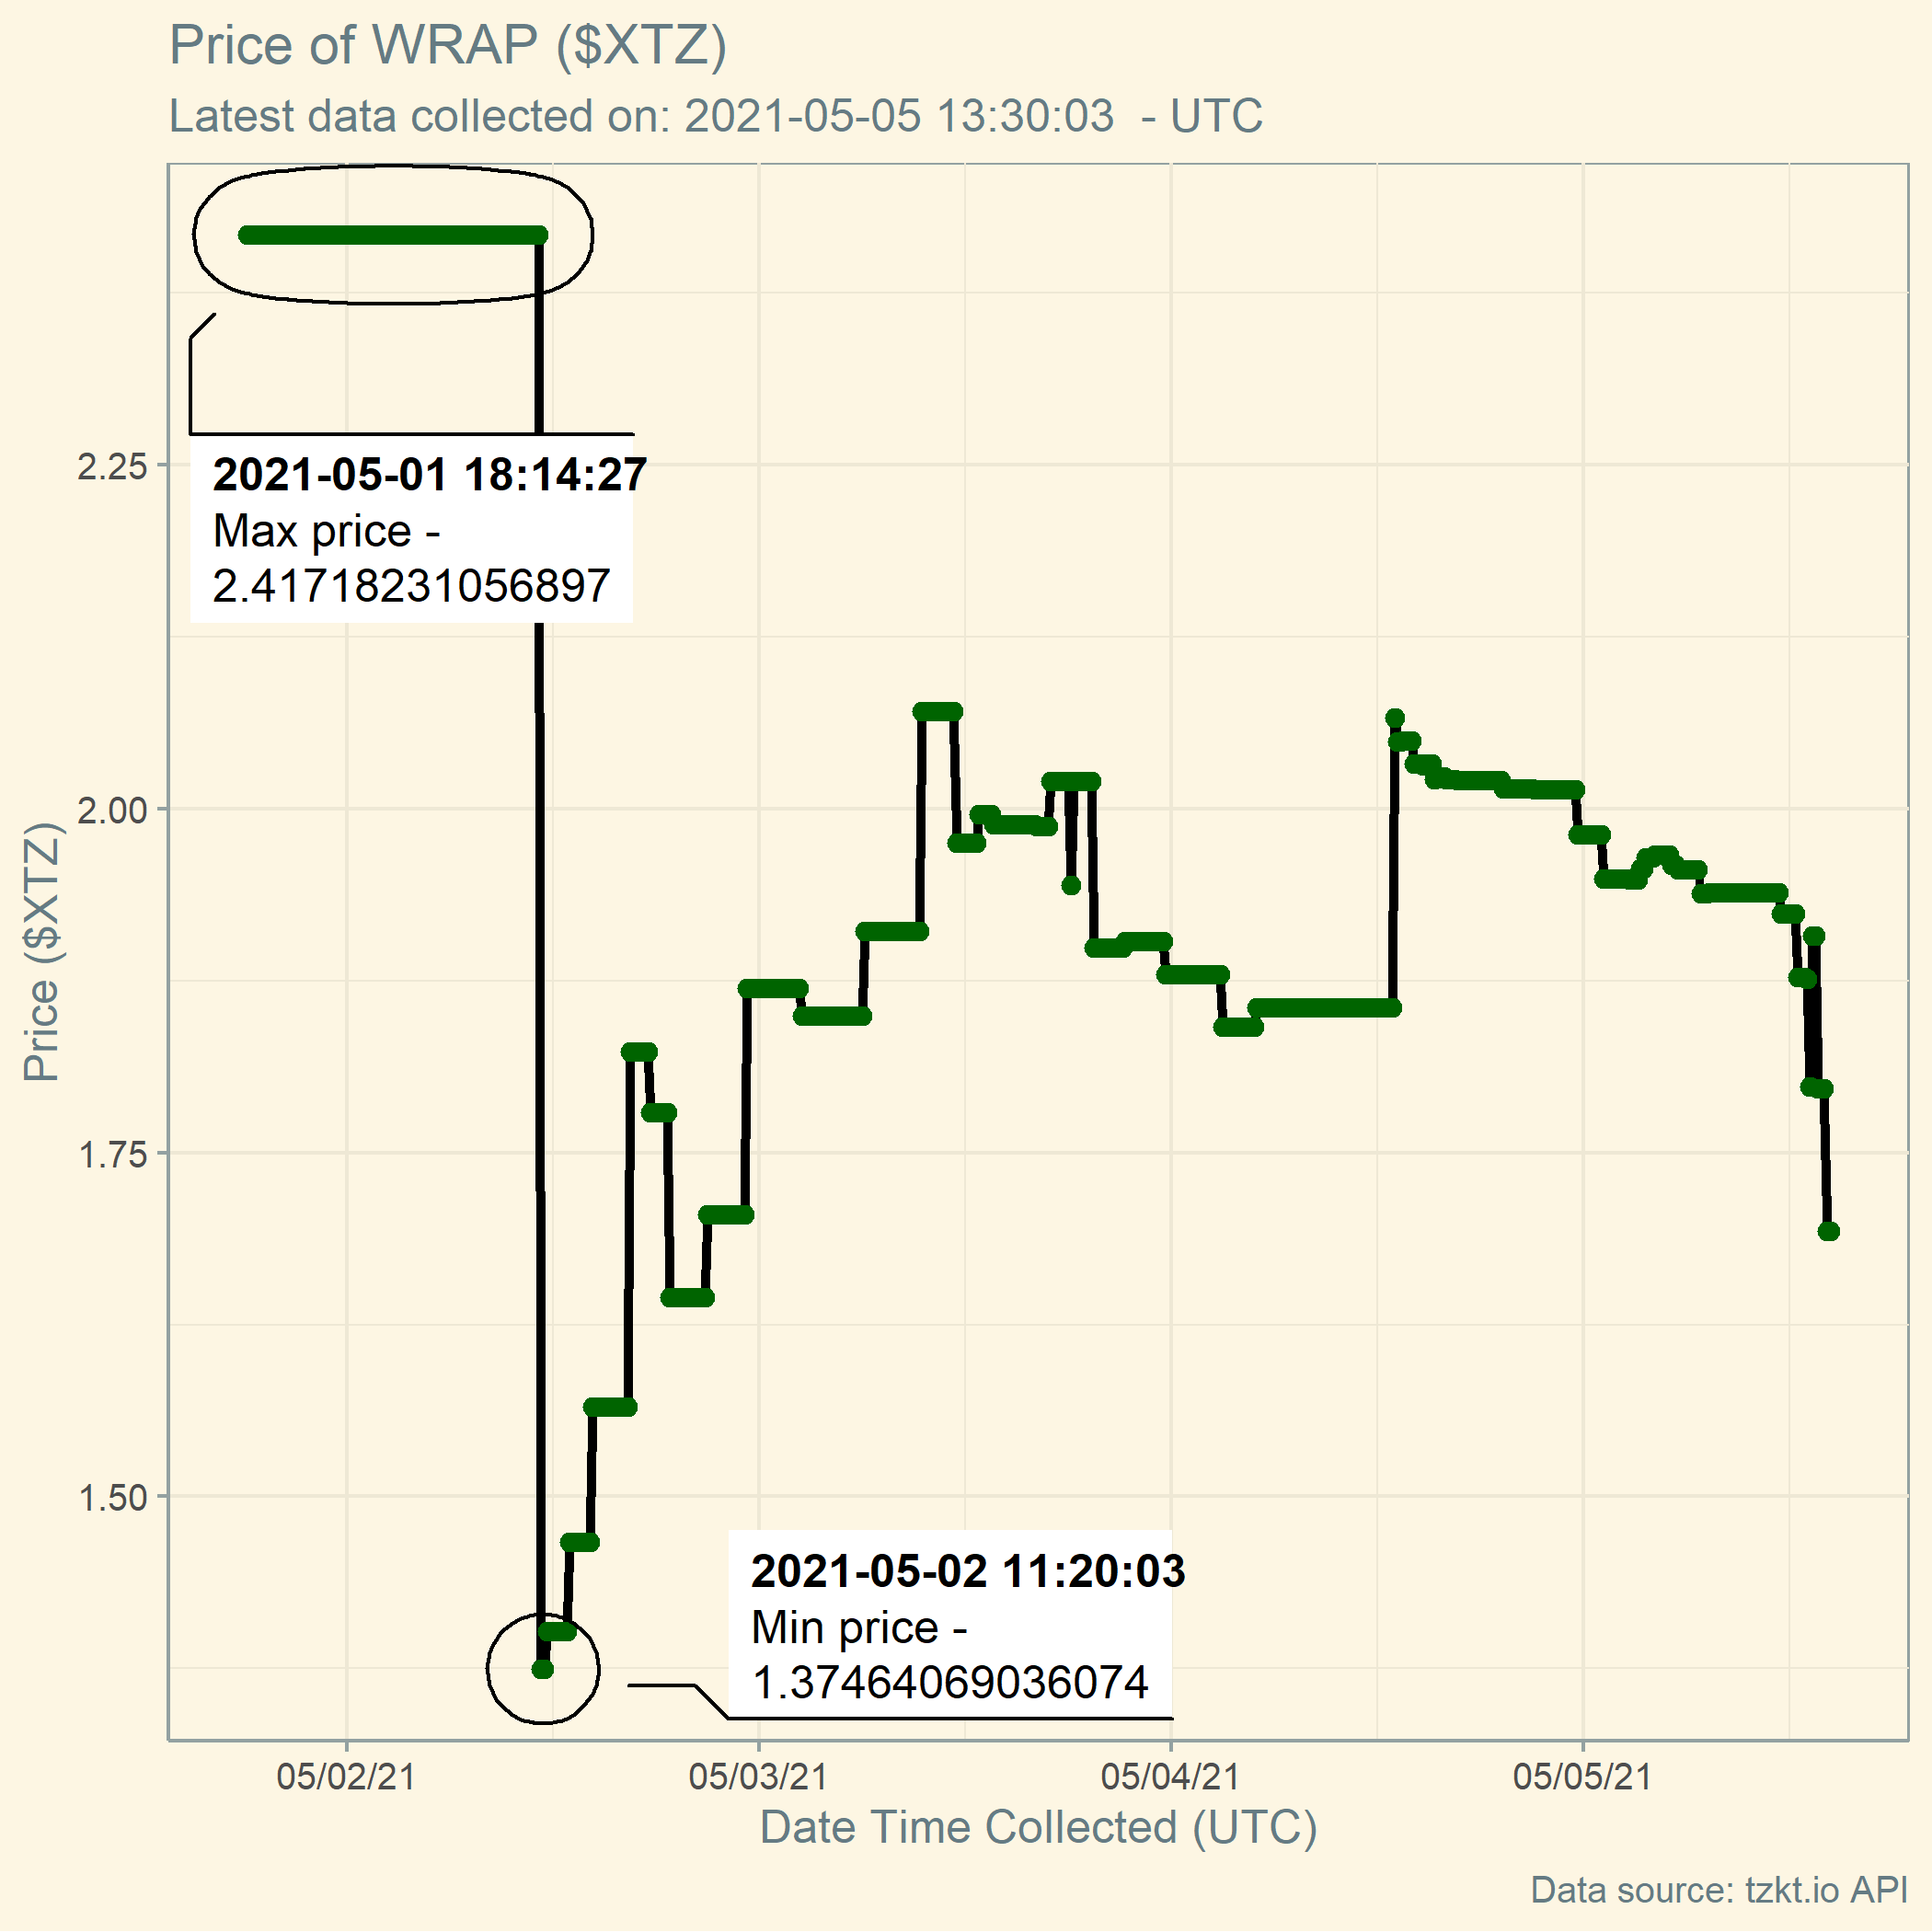 Price of WRAP ($XTZ)
Latest data collected on: 2021-05-05 13:30:03  - UTC
2021-05-01 18:14:27
Max price -
2.41718231056897
2.25
2.00
1.75
1.50
Price ($XTZ)
2021-05-02 11:20:03
Min price -
1.37464069036074
05/02/21
05/03/21
05/04/21
05/05/21
Date Time Collected (UTC)
Data source: tzkt.io API